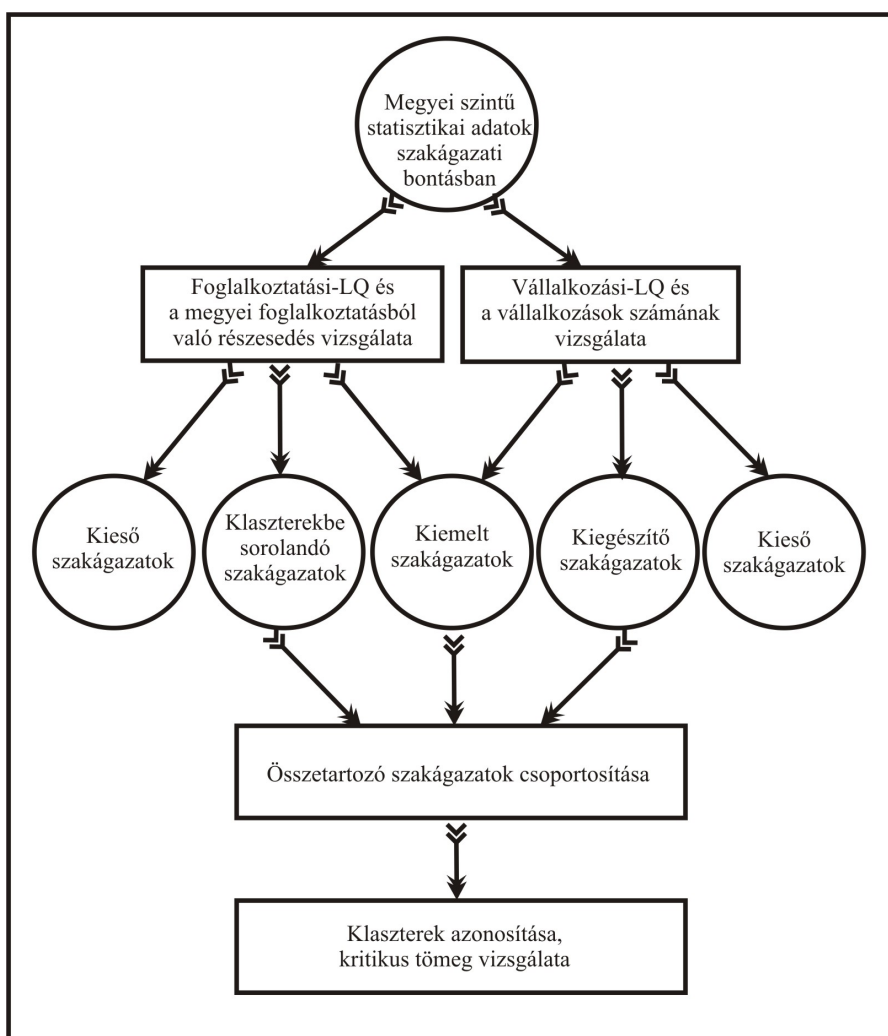 Megyei szintű
statisztikai adatok
szakágazati
bontásban
Foglalkoztatási-LQ és
a megyei foglalkoztatásból
való részesedés vizsgálata
Vállalkozási-LQ és
a vállalkozások számának
vizsgálata
Kieső
szakágazatok
Klaszterekbe
sorolandó
szakágazatok
Kiemelt
szakágazatok
Kiegészítő
szakágazatok
Kieső
szakágazatok
Összetartozó szakágazatok csoportosítása
Klaszterek azonosítása,
kritikus tömeg vizsgálata